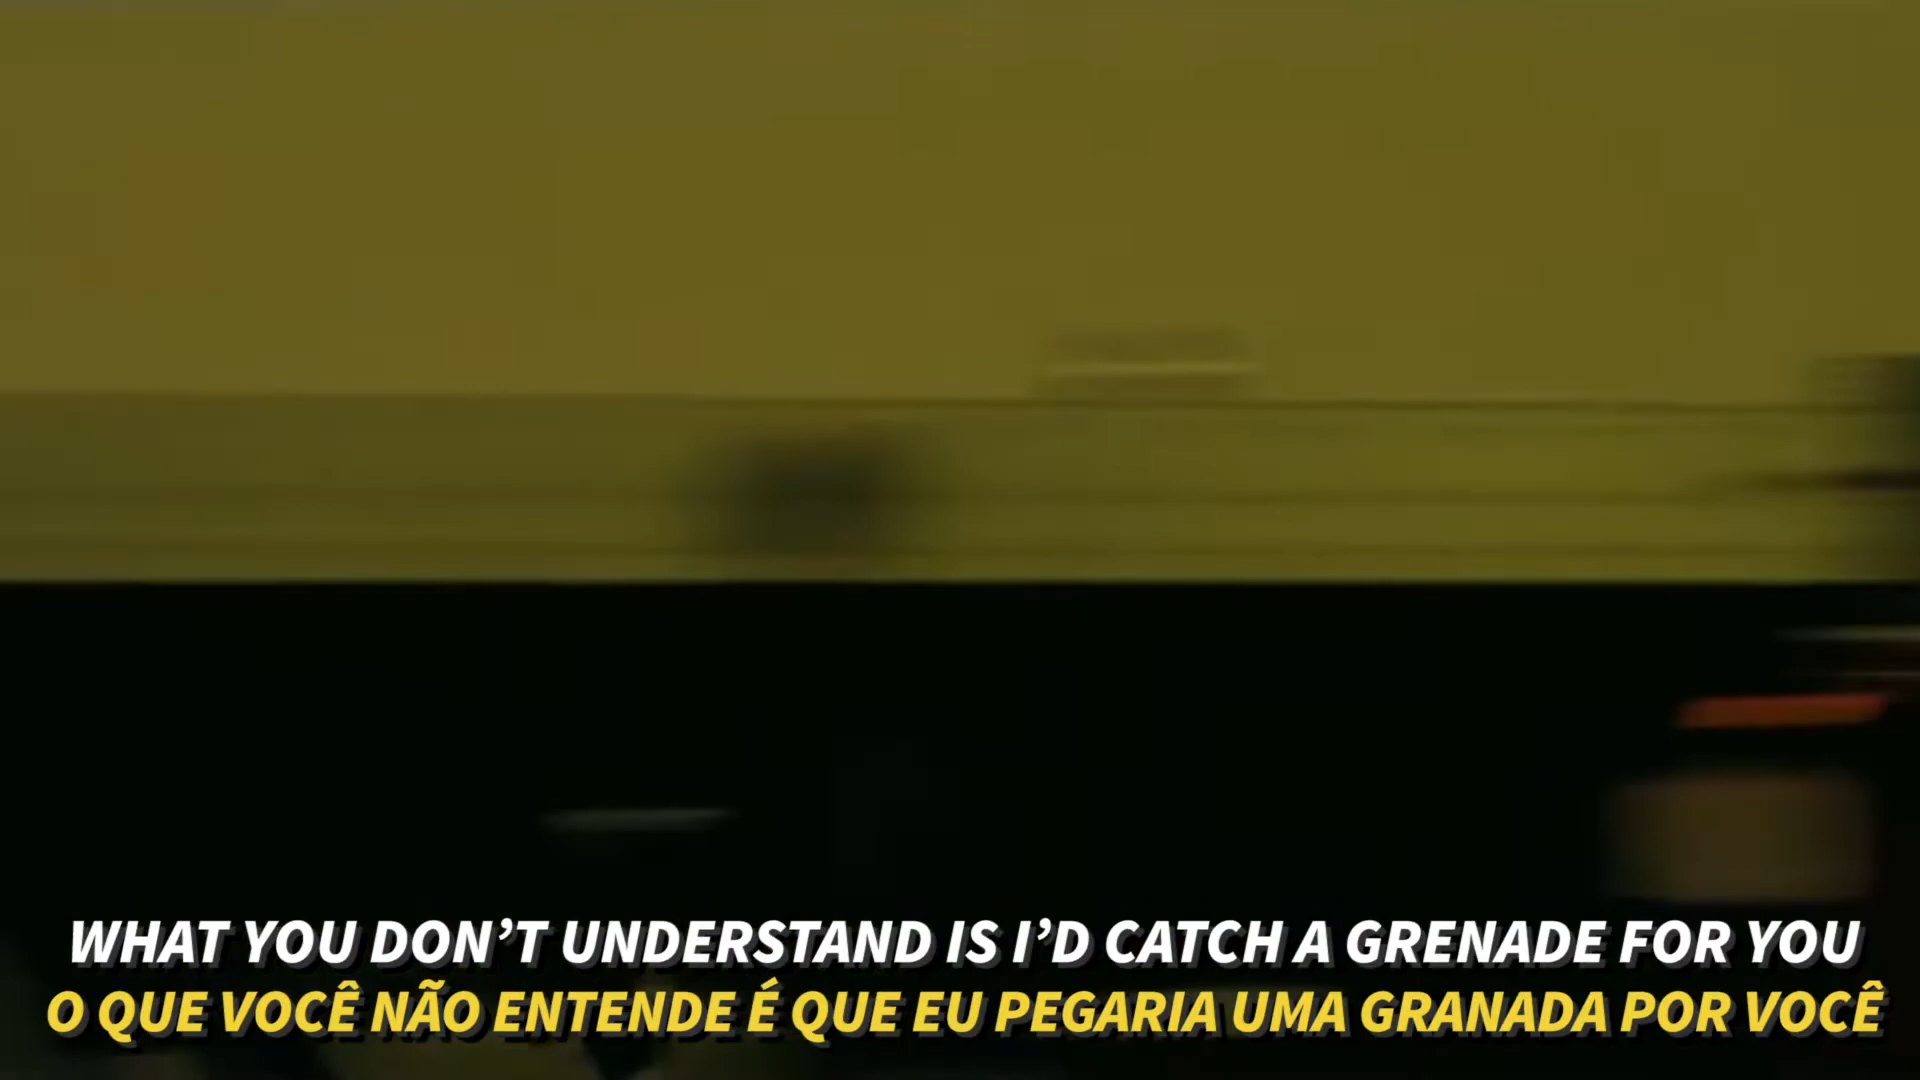 WHAT YOU DON’T UNDERSTAND IS I’D CATCH A GRENADE FOR YOU
O QUE VOCÊ NÃO ENTENDE É QUE EU PEGARIA UMA GRANADA POR VOCÊ